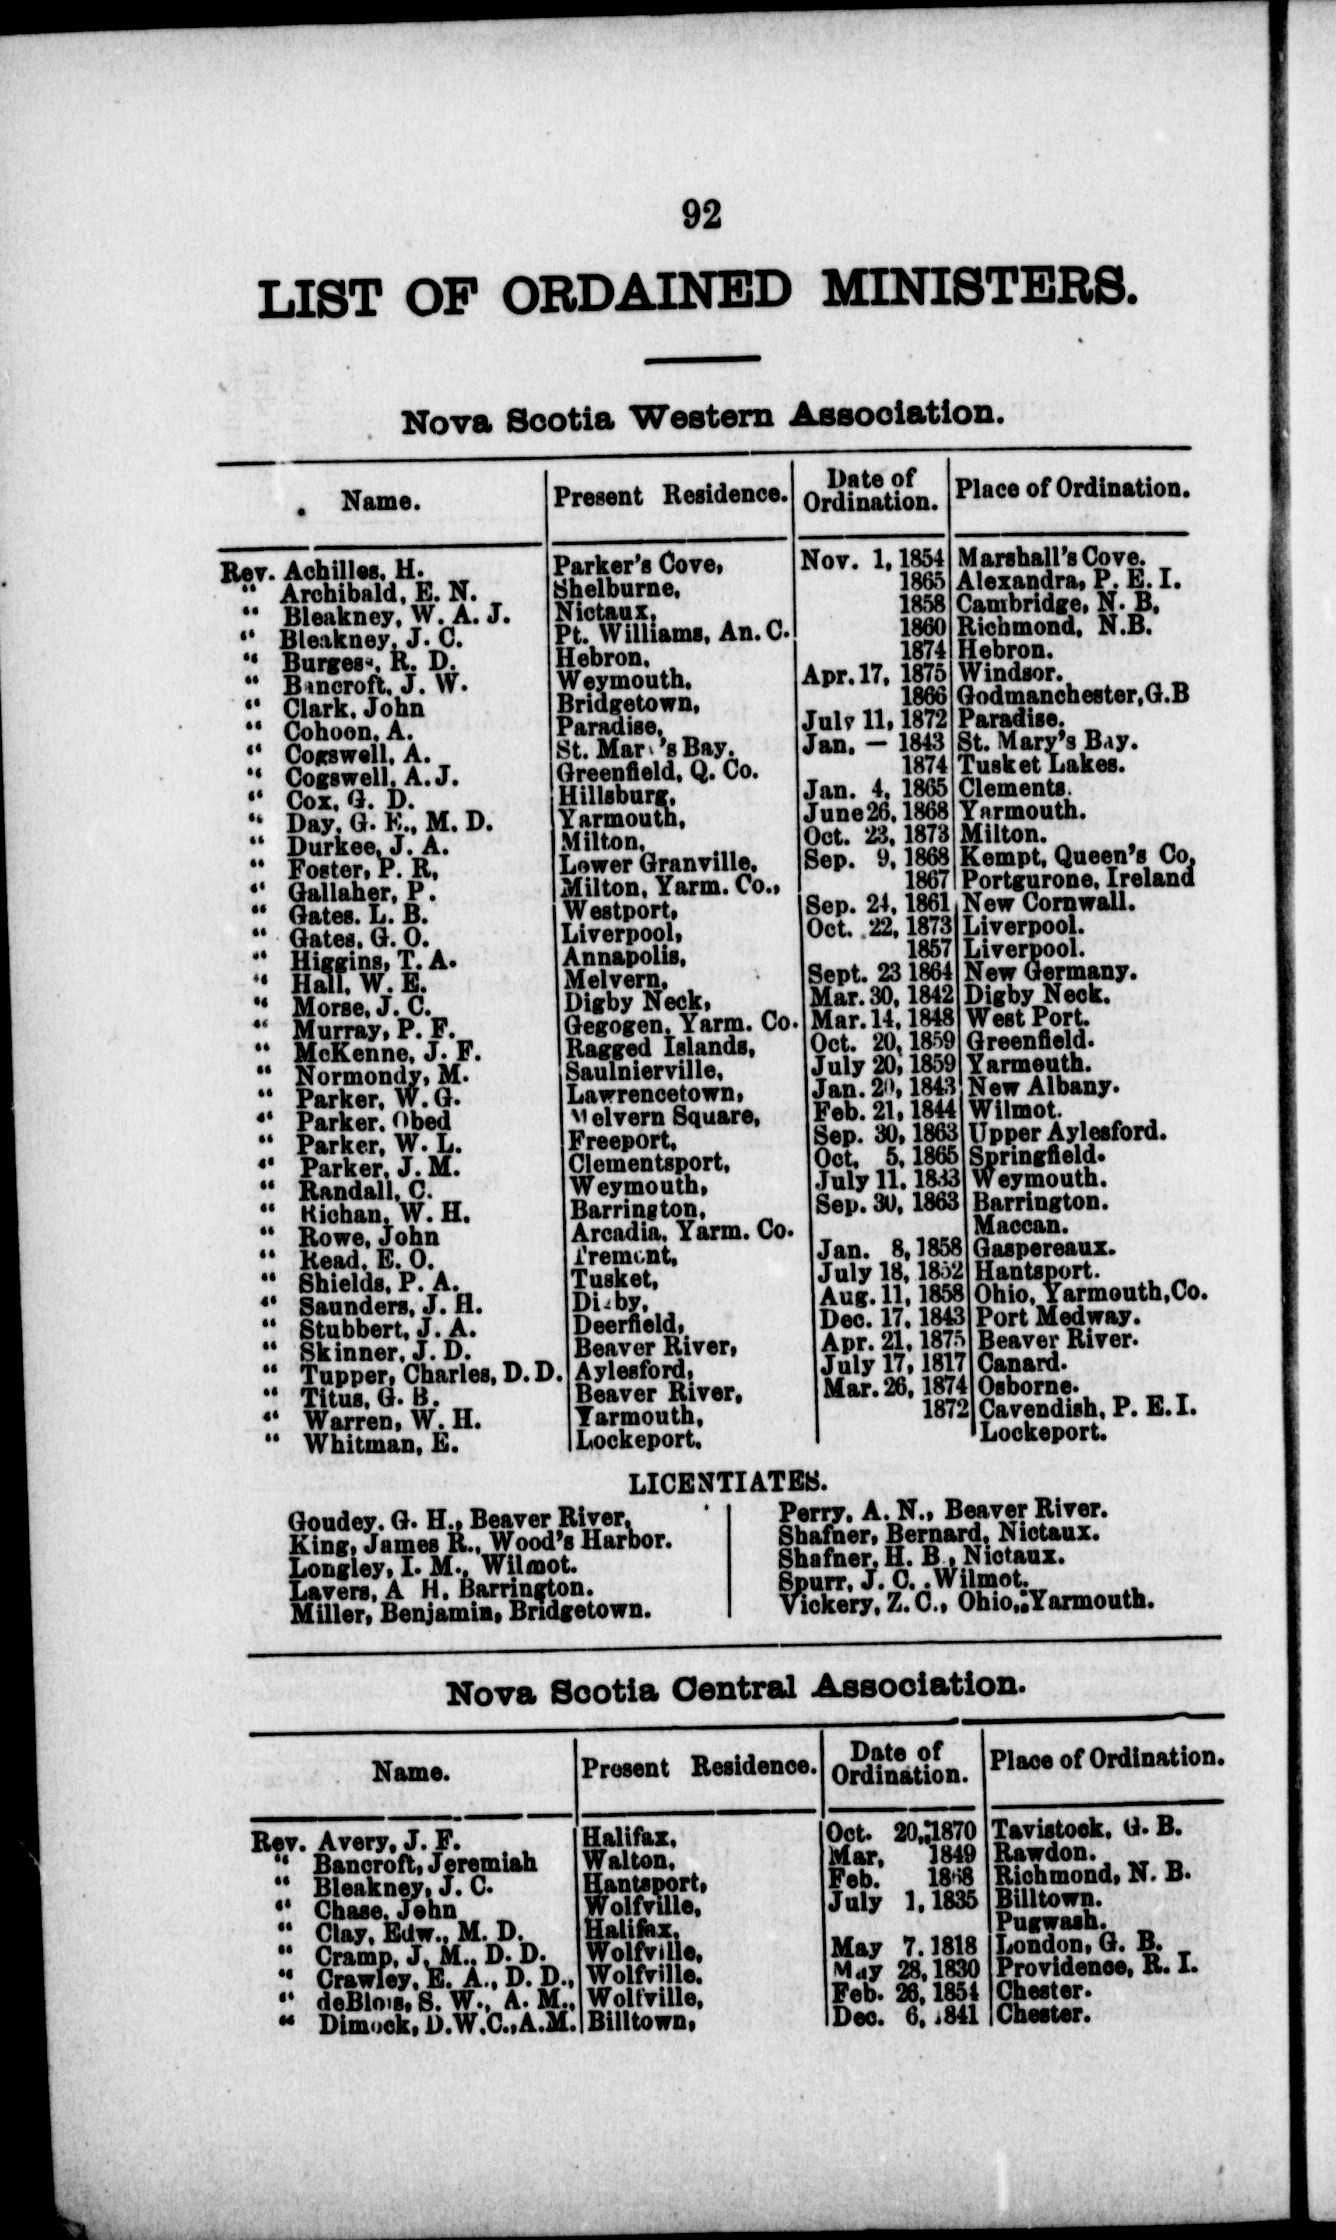 92
LIST OF ORDAINED MINISTERS.
Nova Scotia Western Association.
Name. Present Residence. Date of Ordination. Place of Ordination.
Rev. Achilles, H. Parker's Cove, Nov. 1, 1854 Marshall's Cove.
" Archibald, E. N. Shelburne, 1865 Alexandra, P. E. I.
" Bleakney, W. A. J. Nictaux, 1858 Cambridge, N. B,
" Bleakney, J. C. Pt. Williams, An. C. 1860 Richmond, N.B.
" Burgess, R. D. Hebron, 1874 Hebron.
" Bancroft, J. W. Weymouth, Apr. 17, 1875 Windsor.
" Clark, John Bridgetown, 1866 Godmanchester, G.B
" Cohoon, A. Paradise, July 11, 1872 Paradise.
" Cogswell, A. St. Mary's Bay, Jan. — 1843 St. Mary's Bay.
" Cogswell, A. J. Greenfield, Q. Co. 1874 Tusket Lakes.
" Cox, G. D. Hillsburg, Jan. 4, 1865 Clements.
" Day, G. E., M. D. Yarmouth, June 26, 1868 Yarmouth.
" Durkee, J. A. Milton, Oct. 23, 1873 Milton.
" Foster, P. R, Lower Granville, Sep. 9, 1868 Kempt, Queen's Co,
" Gallaher, P. Milton, Yarm. Co., 1867 Portgurone, Ireland
" Gates. L. B. Westport, Sep. 24, 1861 New Cornwall.
" Gates, G. O. Liverpool, Oct. 22, 1873 Liverpool.
" Higgins, T. A. Annapolis, 1857 Liverpool.
" Hall, W. E. Melvern, Sept. 23 1864 New Germany.
" Morse, J. C. Digby Neck, Mar. 30, 1842 Digby Neck.
" Murray, P. F. Gegogen, Yarm. Co. Mar. 14, 1848 West Port.
" McKenne, J. F. Ragged Islands, Oct. 20, 1859 Greenfield.
" Normondy, M. Saulnierville, July 20, 1859 Yarmouth.
" Parker, W. G. Lawrencetown, Jan. 20, 1843 New Albany.
" Parker, Obed Melvern Square, Feb. 21, 1844 Wilmot.
" Parker, W. L. Freeport, Sep. 30, 1863 Upper Aylesford.
" Parker, J. M. Clementsport, Oct. 5, 1865 Springfield.
" Randall, C. Weymouth, July 11, 1833 Weymouth.
" Richan, W. H. Barrington, Sep. 30, 1863 Barrington.
" Rowe, John Arcadia, Yarm. Co. Maccan.
" Read, E. O. Tremont, Jan. 8, 1858 Gaspereaux.
" Shields, P. A. Tusket, July 18, 1852 Hantsport.
" Saunders, J. H. Digby, Aug. 11, 1858 Ohio, Yarmouth, Co.
" Stubbert, J. A. Deerfield, Dec. 17, 1843 Port Medway.
" Skinner, J. D. Beaver River, Apr. 21, 1875 Beaver River.
" Tupper, Charles, D. D. Aylesford, July 17, 1817 Canard.
" Titus, G. B. Beaver River, Mar. 26, 1874 Osborne.
" Warren, W. H. Yarmouth, 1872 Cavendish, P. E. I.
" Whitman, E. Lockeport, Lockeport.
LICENTIATES.
Goudey, G. H., Beaver River,
King, James R., Wood's Harbor.
Longley, I. M., Wilmot.
Lavers, A H, Barrington.
Miller, Benjamin, Bridgetown.
Perry, A. N., Beaver River.
Shafner, Bernard, Nictaux.
Shafner, H. B., Nictaux.
Spurr, J. C. Wilmot.
Vickery, Z. C., Ohio, Yarmouth.
Nova Scotia Central Association.
Name. Present Residence. Date of Ordination. Place of Ordination.
Rev. Avery, J. F. Halifax, Oct. 20, 1870 Tavistock, G. B.
" Bancroft, Jeremiah Walton, Mar, 1849 Rawdon.
" Bleakney, J. C. Hantsport, Feb. Richmond, N. B.
" Chase, John Wolfville, July 1, 1835 Billtown.
" Clay, Edw., M. D. Halifax, Pugwash.
" Cramp, J. M., D. D. Wolfville, May 7, 1818 London, G. B.
" Crawley, E. A., D. D., Wolfville. May 28, 1830 Providence, R. I.
" deBlois, S. W., A. M., Wolfville, Feb. 26, 1854 Chester.
" Dimock, D.W.C., A.M. Billtown, Dec. 6, 1841 Chester.